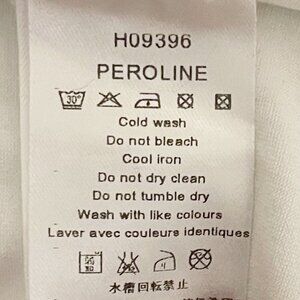 H09396
PEROLINE
30°
Cold wash
Do not bleach
Cool iron
Do not dry clean
Do not tumble dry
Wash with like colours
Laver avec couleurs identiques
水槽回転禁止